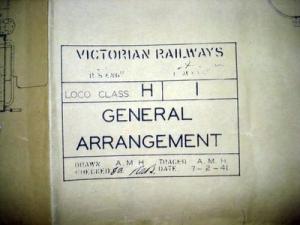 VICTORIAN RAILWAYS
LOCO CLASS H 1
GENERAL
ARRANGEMENT
DRAWN A.M.H TRACED A.M.H.
CHECKED DATE 7-2-41